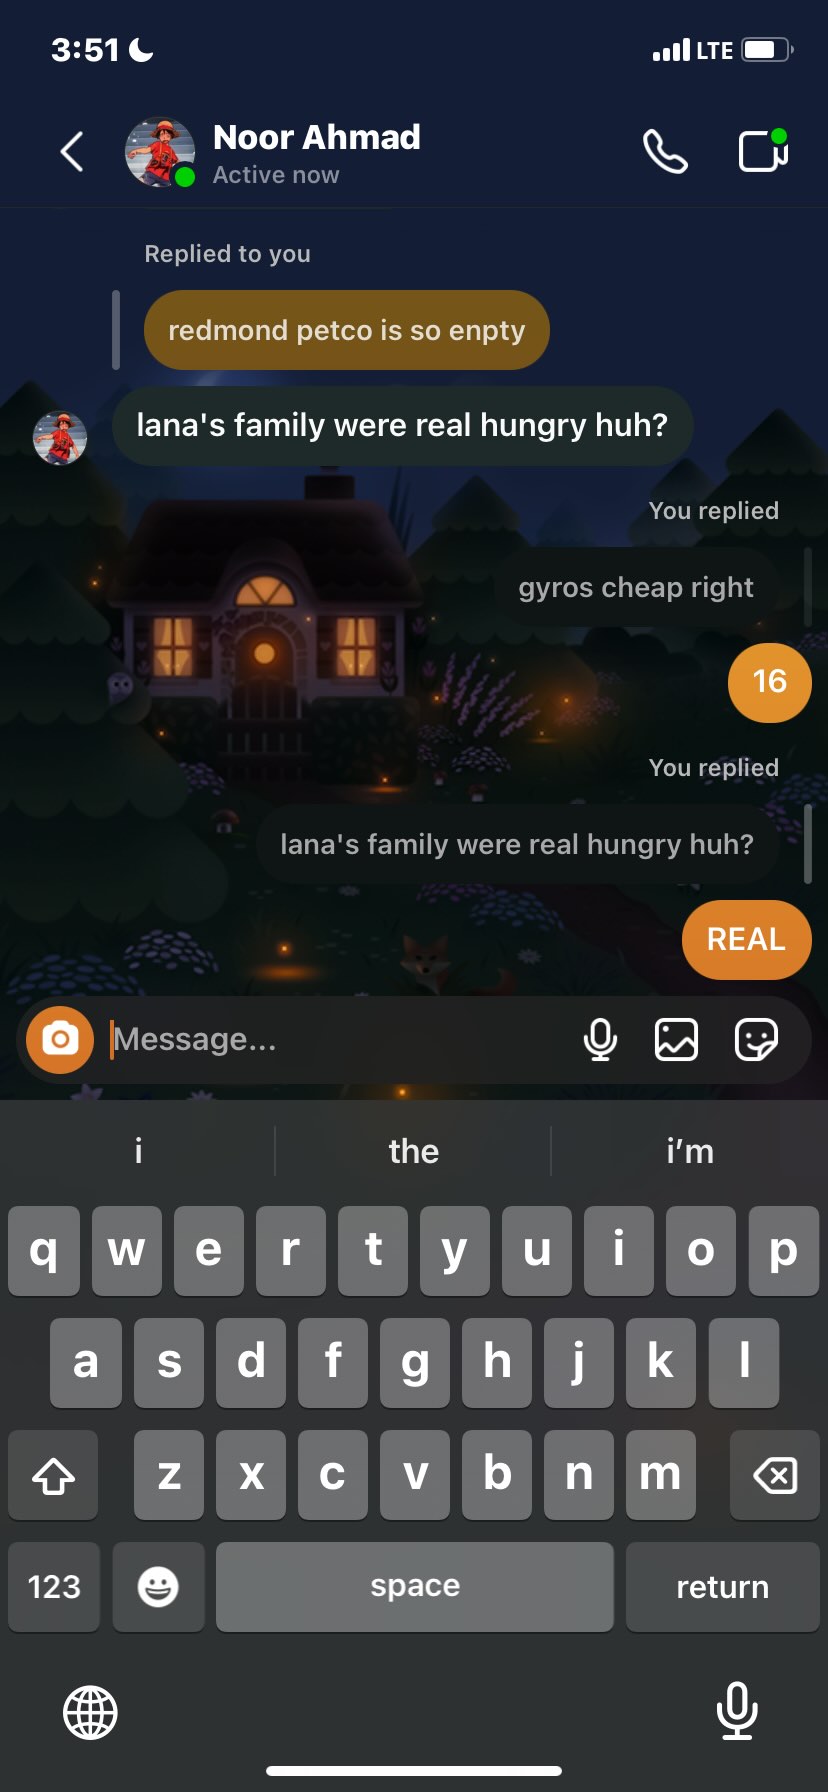 3:51
LTE
Noor Ahmad
Active now
Replied to you
redmond petco is so enpty
lana's family were real hungry huh?
You replied
gyros cheap right
16
You replied
lana's family were real hungry huh?
REAL
Message...
i the i’m
q w e r t y u i o p
a s d f g h j k l
z x c v b n m
123 space return